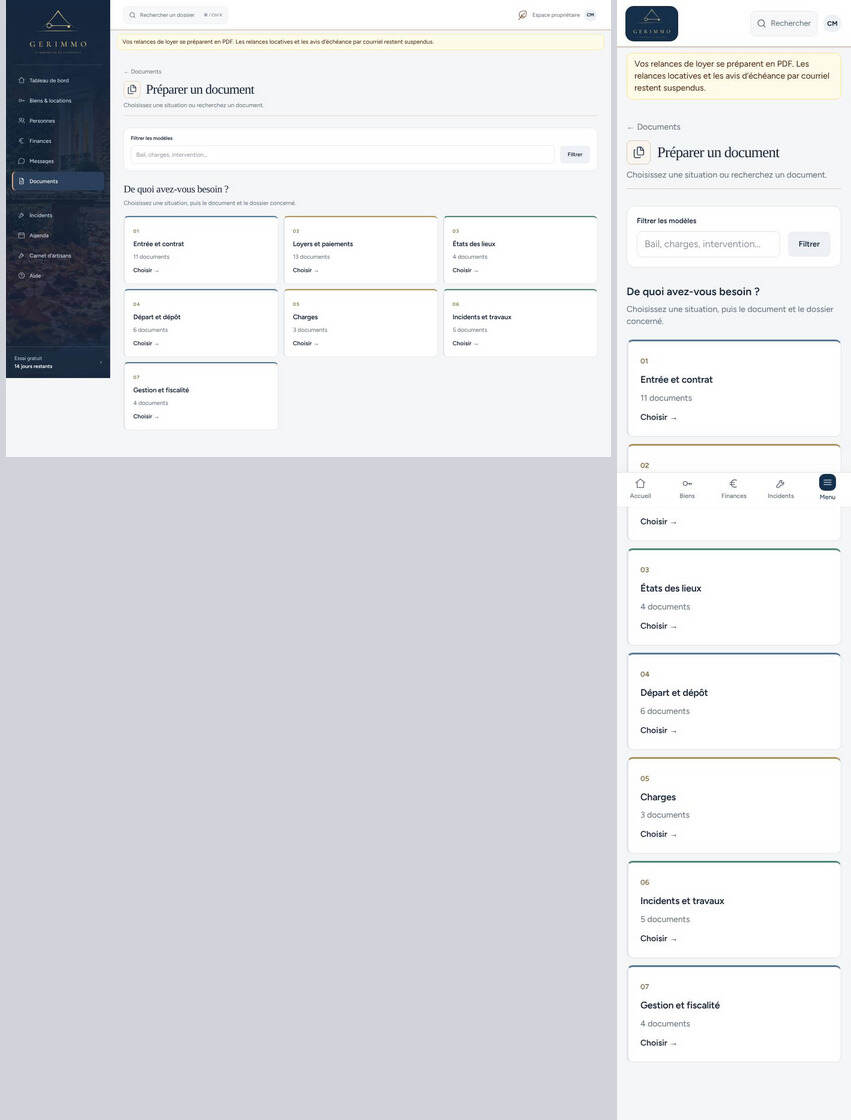 GERIMMO
Tableau de bord
Biens & locations
Personnes
Finances
Messages
Documents
Incidents
Agenda
Carnet d'artisans
Aide
Essai gratuit
14 jours restants
Rechercher un dossier
Espace propriétaire
CM
Vos relances de loyer se préparent en PDF. Les relances locatives et les avis d'échéance par courriel restent suspendus.
← Documents
Préparer un document
Choisissez une situation ou recherchez un document.
Filtrer les modèles
Bail, charges, intervention...
Filtrer
De quoi avez-vous besoin ?
Choisissez une situation, puis le document et le dossier concerné.
01
Entrée et contrat
11 documents
Choisir →
02
Loyers et paiements
13 documents
Choisir →
03
États des lieux
4 documents
Choisir →
04
Départ et dépôt
6 documents
Choisir →
05
Charges
3 documents
Choisir →
06
Incidents et travaux
5 documents
Choisir →
07
Gestion et fiscalité
4 documents
Choisir →
GERIMMO
Rechercher
CM
Vos relances de loyer se préparent en PDF. Les
relances locatives et les avis d'échéance par courriel
restent suspendus.
← Documents
Préparer un document
Choisissez une situation ou recherchez un document.
Filtrer les modèles
Bail, charges, intervention...
Filtrer
De quoi avez-vous besoin ?
Choisissez une situation, puis le document et le dossier
concerné.
01
Entrée et contrat
11 documents
Choisir →
02
Accueil
Biens
Finances
Incidents
Menu
Choisir →
03
États des lieux
4 documents
Choisir →
04
Départ et dépôt
6 documents
Choisir →
05
Charges
3 documents
Choisir →
06
Incidents et travaux
5 documents
Choisir →
07
Gestion et fiscalité
4 documents
Choisir →